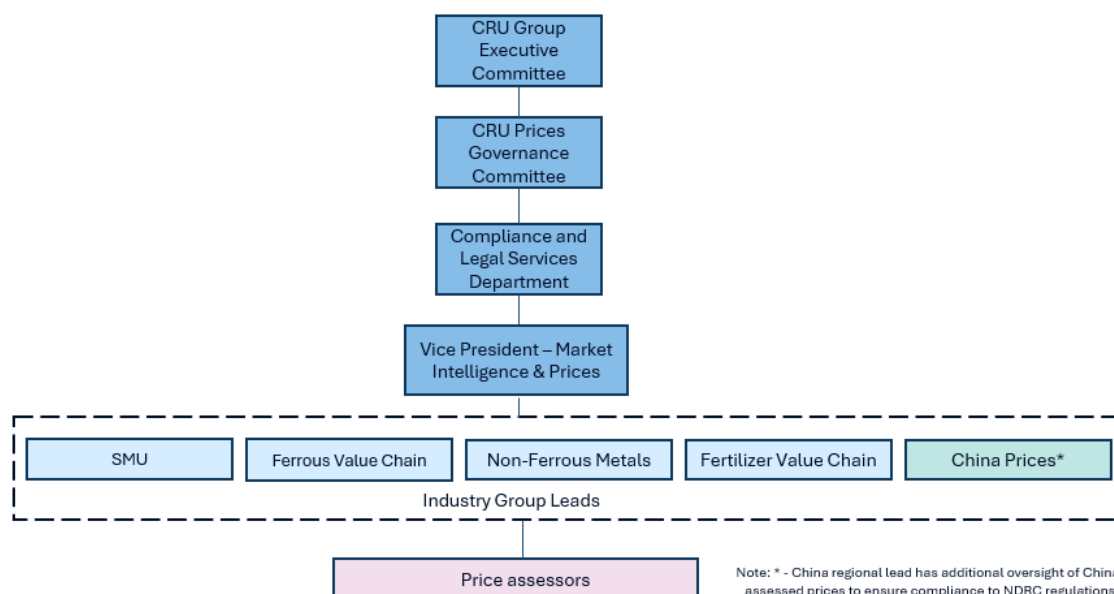 CRU Group
Executive
Committee
CRU Prices
Governance
Committee
Compliance and
Legal Services
Department
Vice President – Market
Intelligence & Prices
SMU
Ferrous Value Chain
Non-Ferrous Metals
Fertilizer Value Chain
China Prices*
Industry Group Leads
Price assessors
Note: * - China regional lead has additional oversight of China
assessed prices to ensure compliance to NDRC regulations